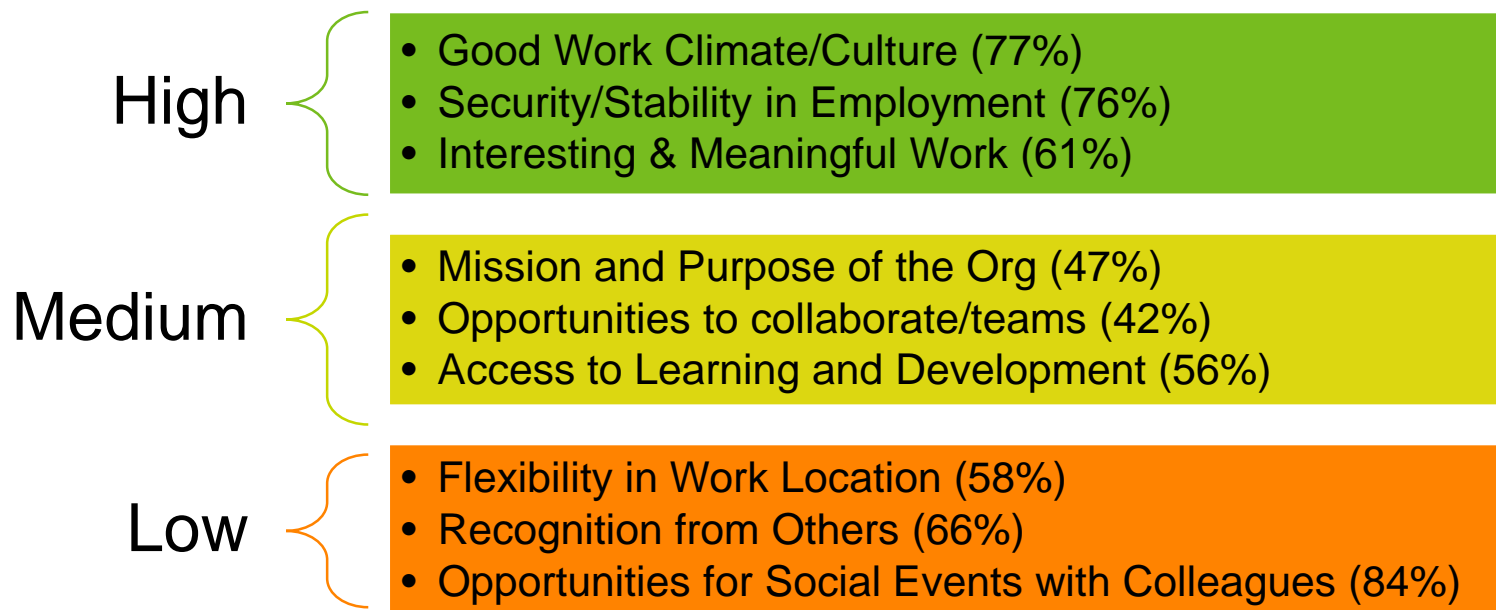 High
• Good Work Climate/Culture (77%)
• Security/Stability in Employment (76%)
• Interesting & Meaningful Work (61%)
Medium
• Mission and Purpose of the Org (47%)
• Opportunities to collaborate/teams (42%)
• Access to Learning and Development (56%)
Low
• Flexibility in Work Location (58%)
• Recognition from Others (66%)
• Opportunities for Social Events with Colleagues (84%)